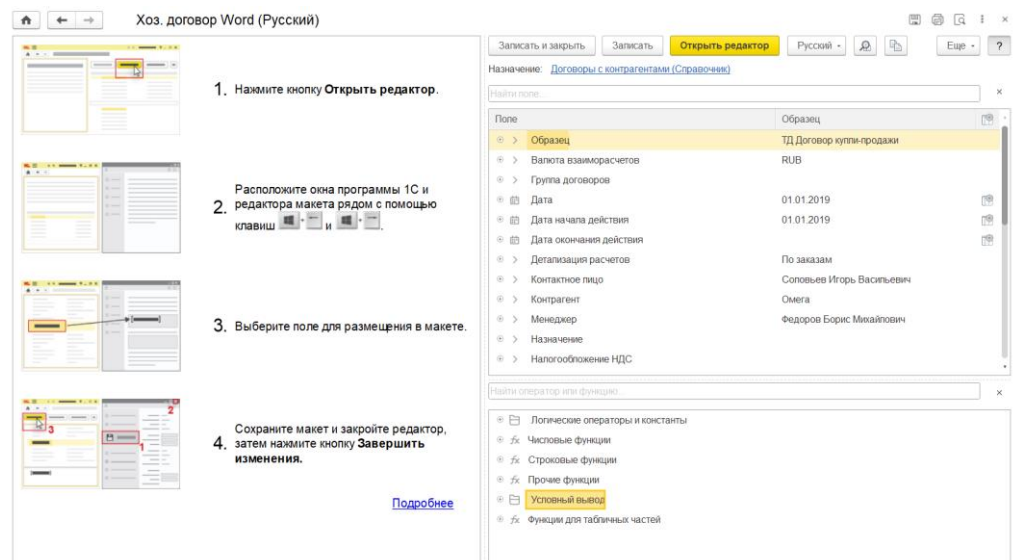 Хоз. договор Word (Русский)
1. Нажмите кнопку Открыть редактор.
2. Расположите окна программы 1С и
редактора макета рядом с помощью
клавиш и .
3. Выберите поле для размещения в макете.
4. Сохраните макет и закройте редактор,
затем нажмите кнопку Завершить
изменения.
Подробнее
Записать и закрыть Записать Открыть редактор Русский Еще ?
Назначение: Договоры с контрагентами (Справочник)
Найти поле...
Поле Образец
Образец ТД Договор купли-продажи
Валюта взаиморасчетов RUB
Группа договоров
Дата 01.01.2019
Дата начала действия 01.01.2019
Дата окончания действия
Детализация расчетов По заказам
Контактное лицо Соловьев Игорь Васильевич
Контрагент Омега
Менеджер Федоров Борис Михайлович
Назначение
Налогообложение НДС
Найти оператор или функцию...
Логические операторы и константы
fx Числовые функции
fx Строковые функции
fx Прочие функции
Условный вывод
fx Функции для табличных частей